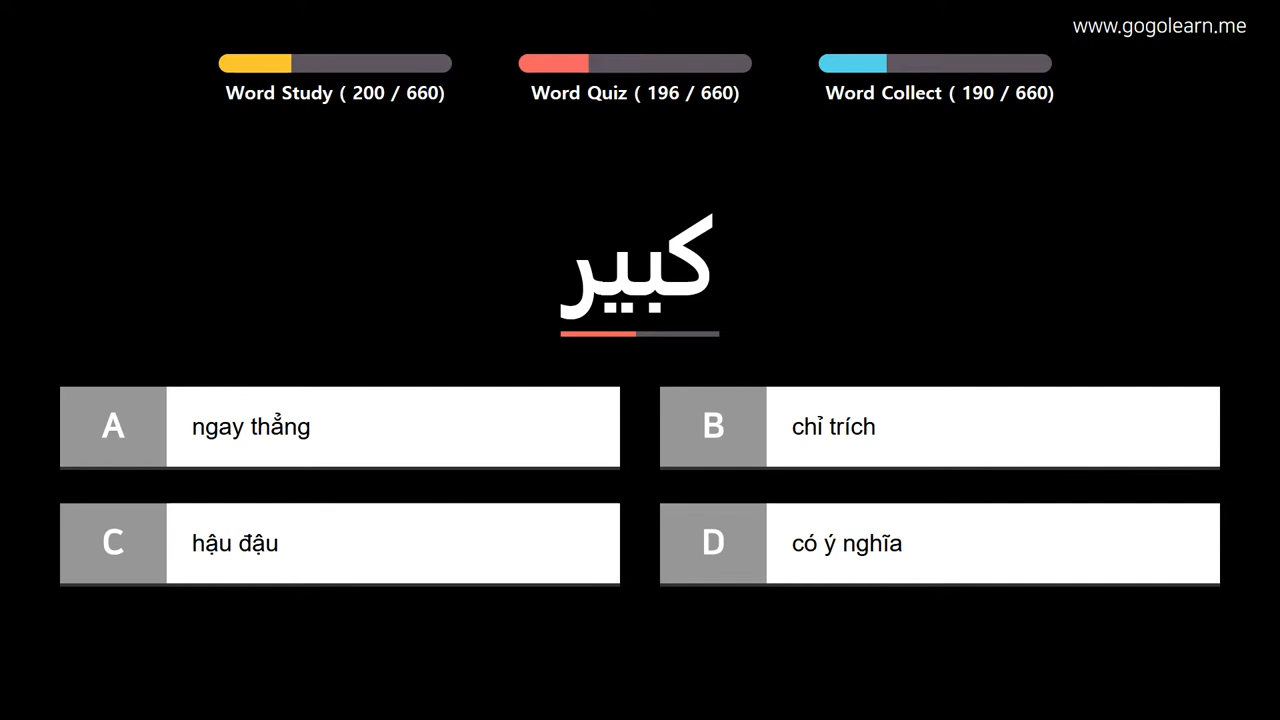 www.gogolearn.me
Word Study ( 200 / 660)
Word Quiz ( 196 / 660)
Word Collect ( 190 / 660)
كبير
A ngay thẳng
B chỉ trích
C hậu đậu
D có ý nghĩa